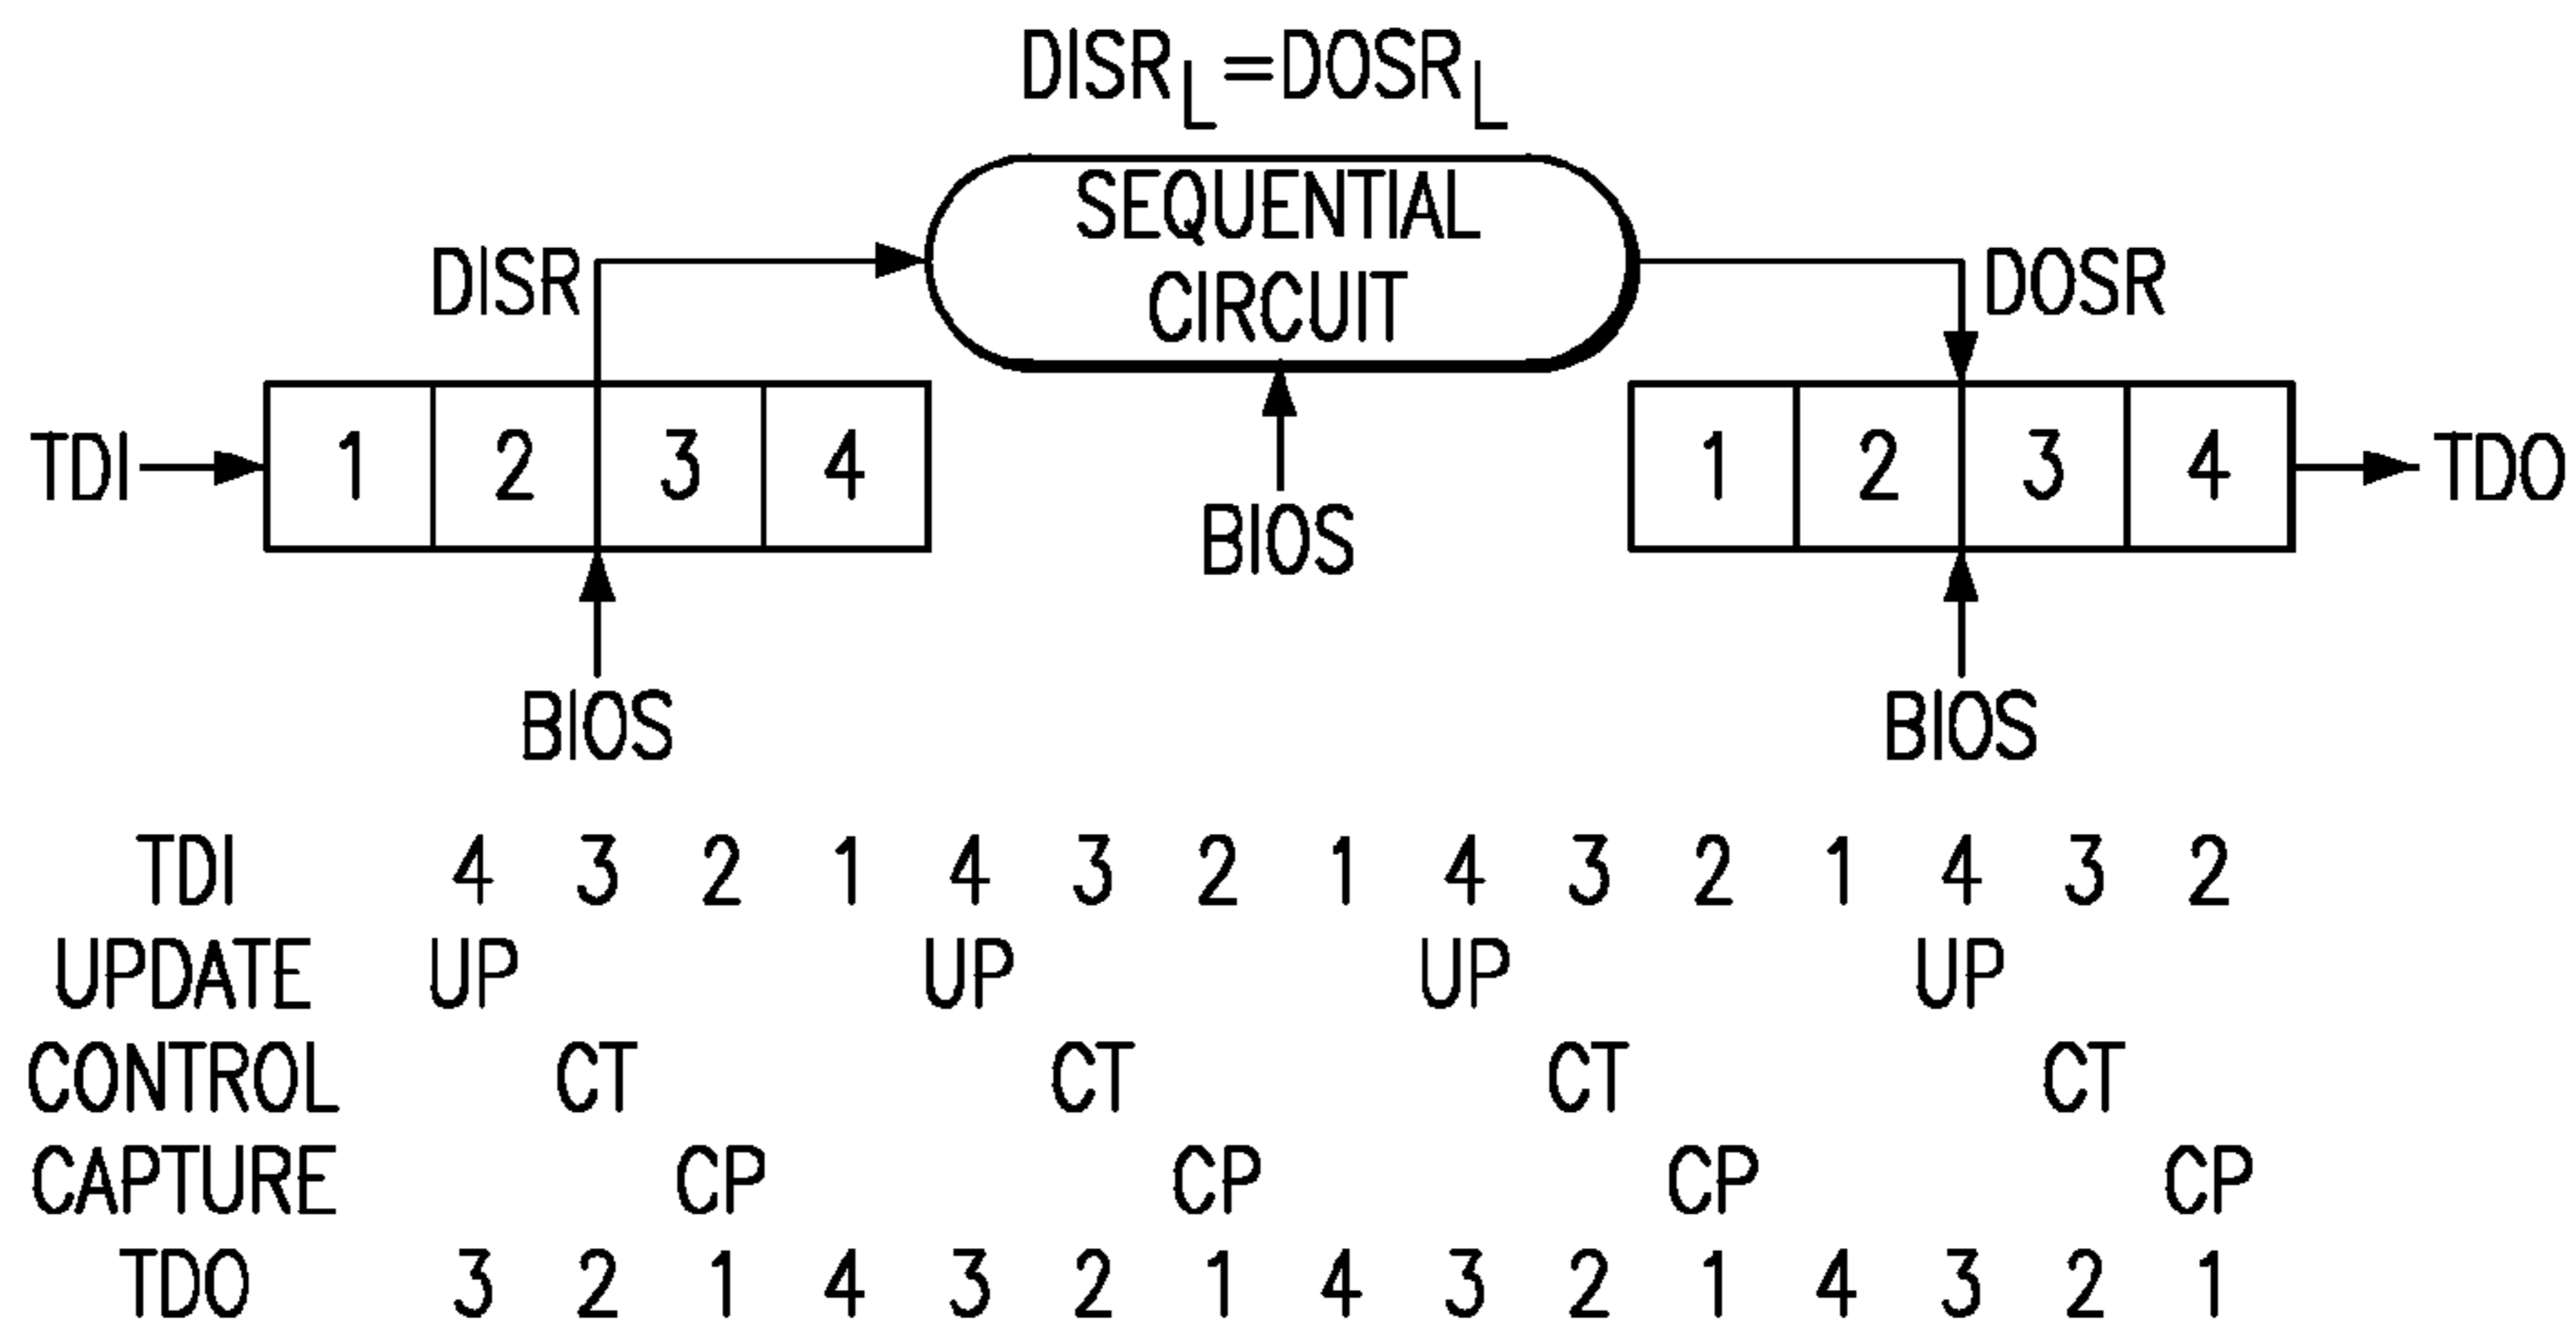 DISRL=DOSRL
SEQUENTIAL
CIRCUIT
DISR
DOSR
TDI
1 2 3 4
1 2 3 4
TDO
BIOS
BIOS
BIOS
TDI 4 3 2 1 4 3 2 1 4 3 2 1 4 3 2
UPDATE UP UP UP UP
CONTROL CT CT CT CT
CAPTURE CP CP CP CP
TDO 3 2 1 4 3 2 1 4 3 2 1 4 3 2 1